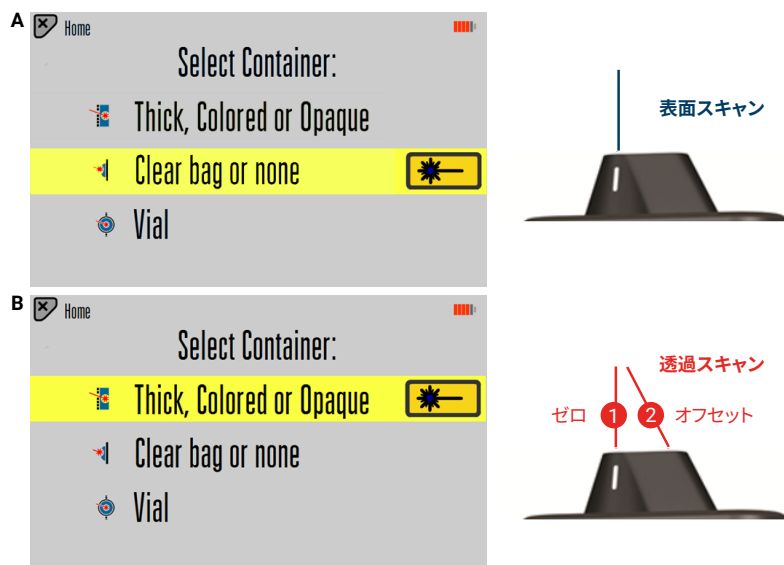 A
Home
Select Container:
Thick, Colored or Opaque
Clear bag or none
Vial
表面スキャン
B
Home
Select Container:
Thick, Colored or Opaque
Clear bag or none
Vial
透過スキャン
ゼロ 1 2 オフセット